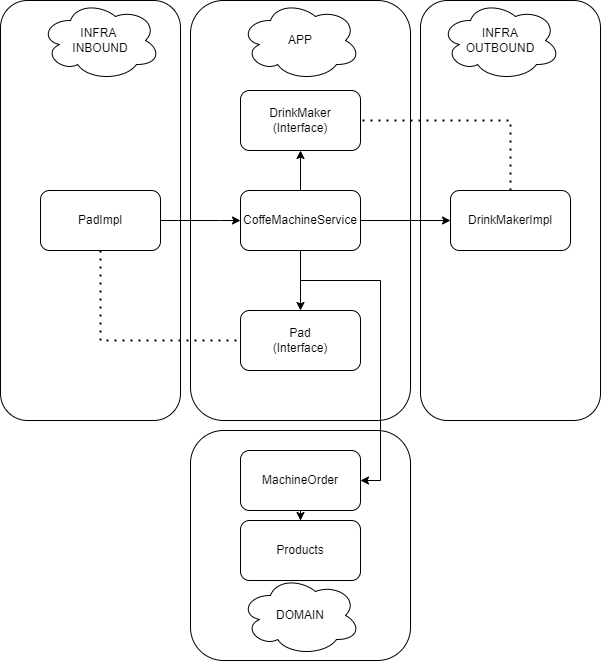 INFRA
INBOUND
APP
INFRA
OUTBOUND
DrinkMaker
(Interface)
PadImpl
CoffeMachineService
DrinkMakerImpl
Pad
(Interface)
MachineOrder
Products
DOMAIN